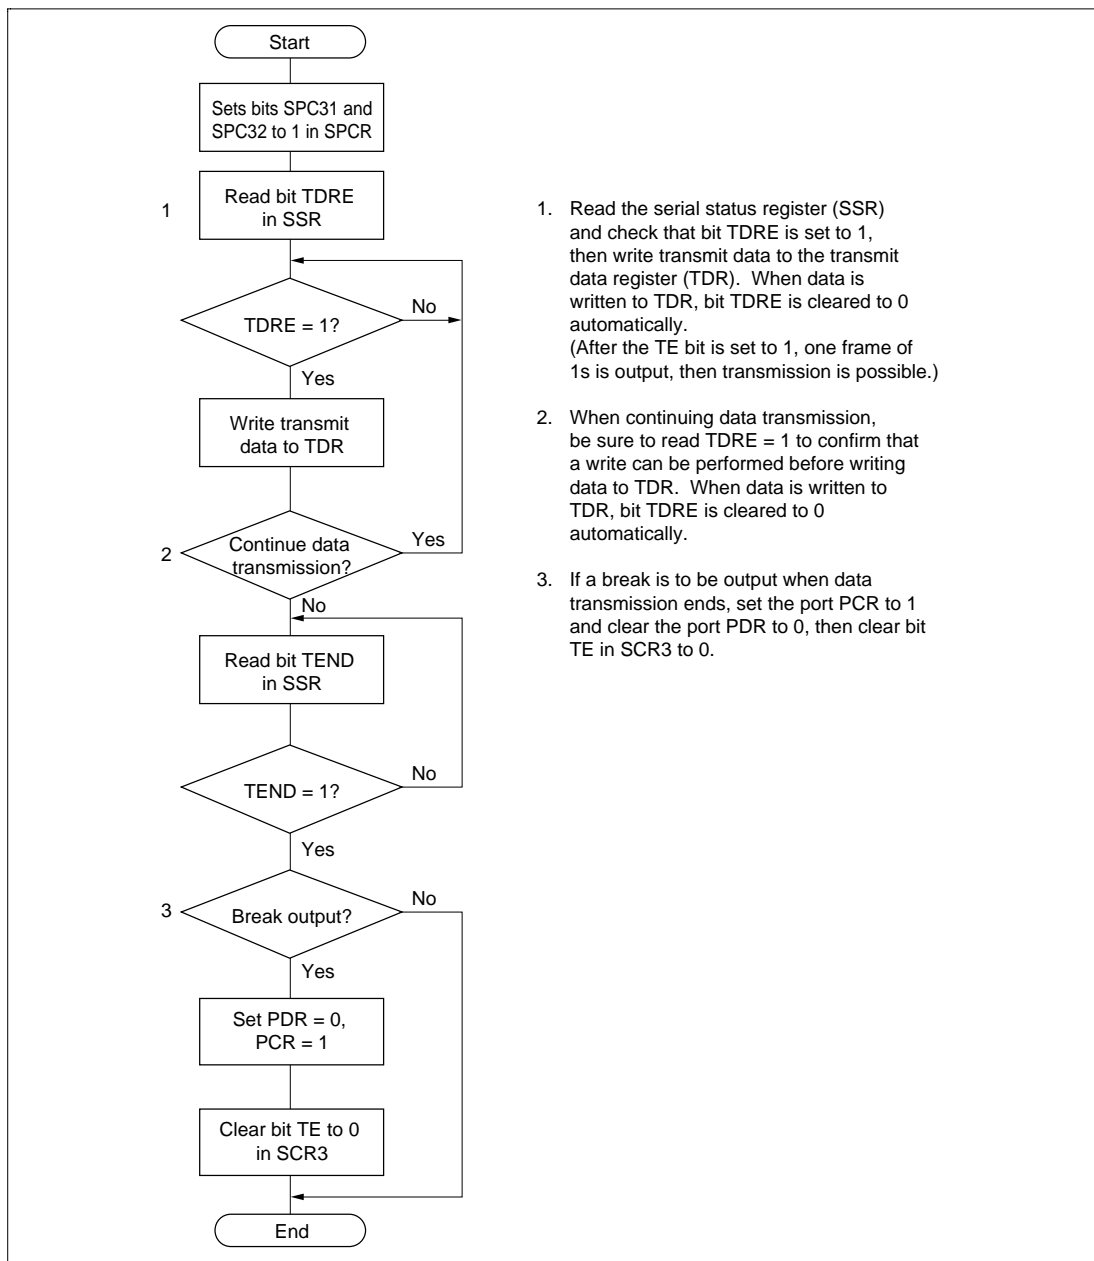 Start
Sets bits SPC31 and
SPC32 to 1 in SPCR
1
Read bit TDRE
in SSR
TDRE = 1?
No
Yes
Write transmit
data to TDR
2
Continue data
transmission?
Yes
No
Read bit TEND
in SSR
TEND = 1?
No
Yes
3
Break output?
No
Yes
Set PDR = 0,
PCR = 1
Clear bit TE to 0
in SCR3
End
1. Read the serial status register (SSR)
and check that bit TDRE is set to 1,
then write transmit data to the transmit
data register (TDR). When data is
written to TDR, bit TDRE is cleared to 0
automatically.
(After the TE bit is set to 1, one frame of
1s is output, then transmission is possible.)
2. When continuing data transmission,
be sure to read TDRE = 1 to confirm that
a write can be performed before writing
data to TDR. When data is written to
TDR, bit TDRE is cleared to 0
automatically.
3. If a break is to be output when data
transmission ends, set the port PCR to 1
and clear the port PDR to 0, then clear bit
TE in SCR3 to 0.